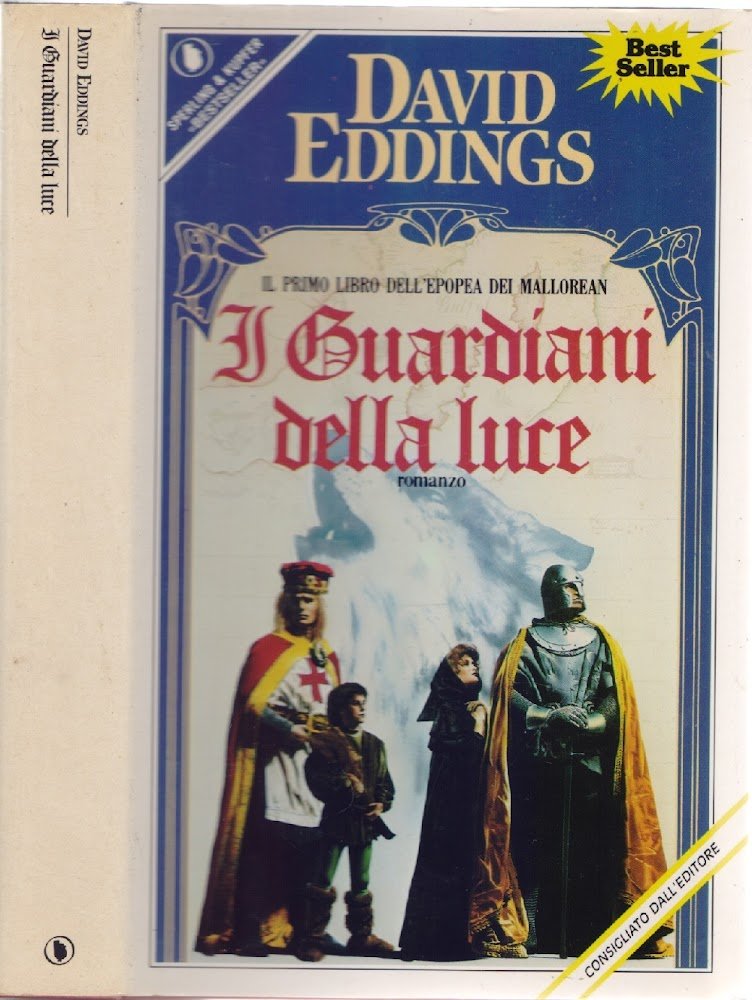 DAVID EDDINGS
I Guardiani della luce
SPERLING & KUPFER
«BESTSELLER»
DAVID
EDDINGS
Best
Seller
IL PRIMO LIBRO DELL'EPOPEA DEI MALLOREAN
I Guardiani
della luce
romanzo
CONSIGLIATO DALL'EDITORE